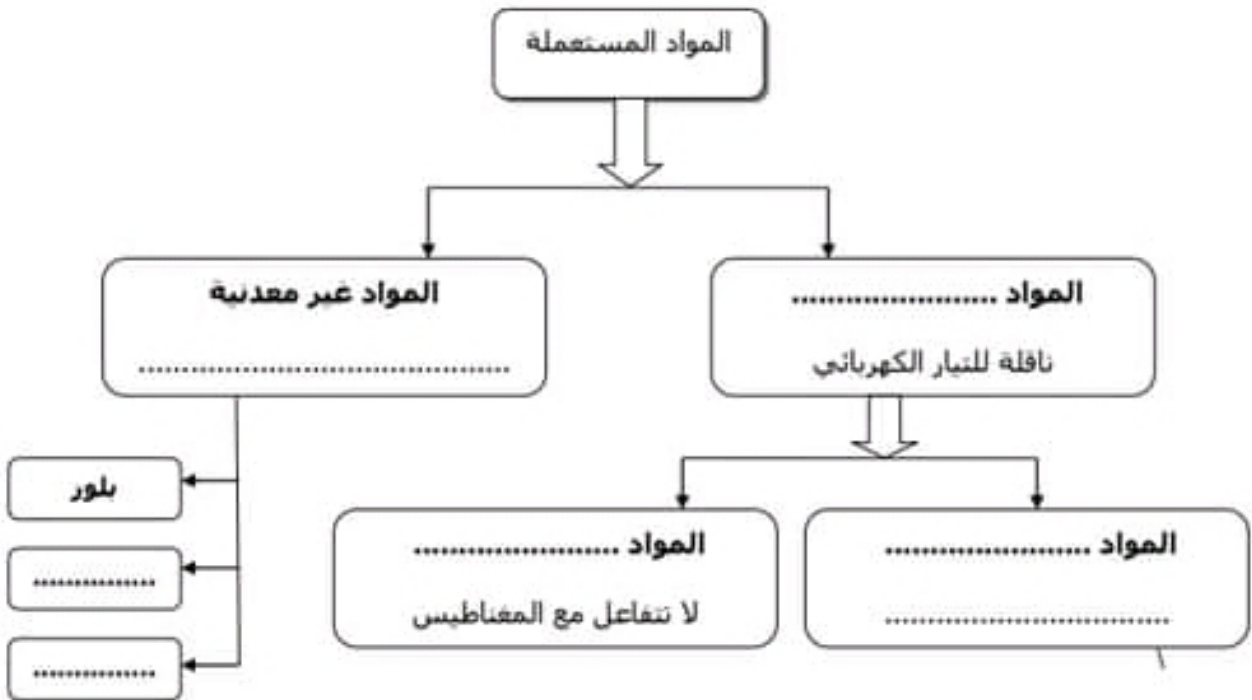 المواد المستعملة
المواد .......................
ناقلة للتيار الكهربائي
المواد غير معدنية
..........................................
المواد .......................
................................
المواد .......................
لا تتفاعل مع المغناطيس
بلور
..............
..............